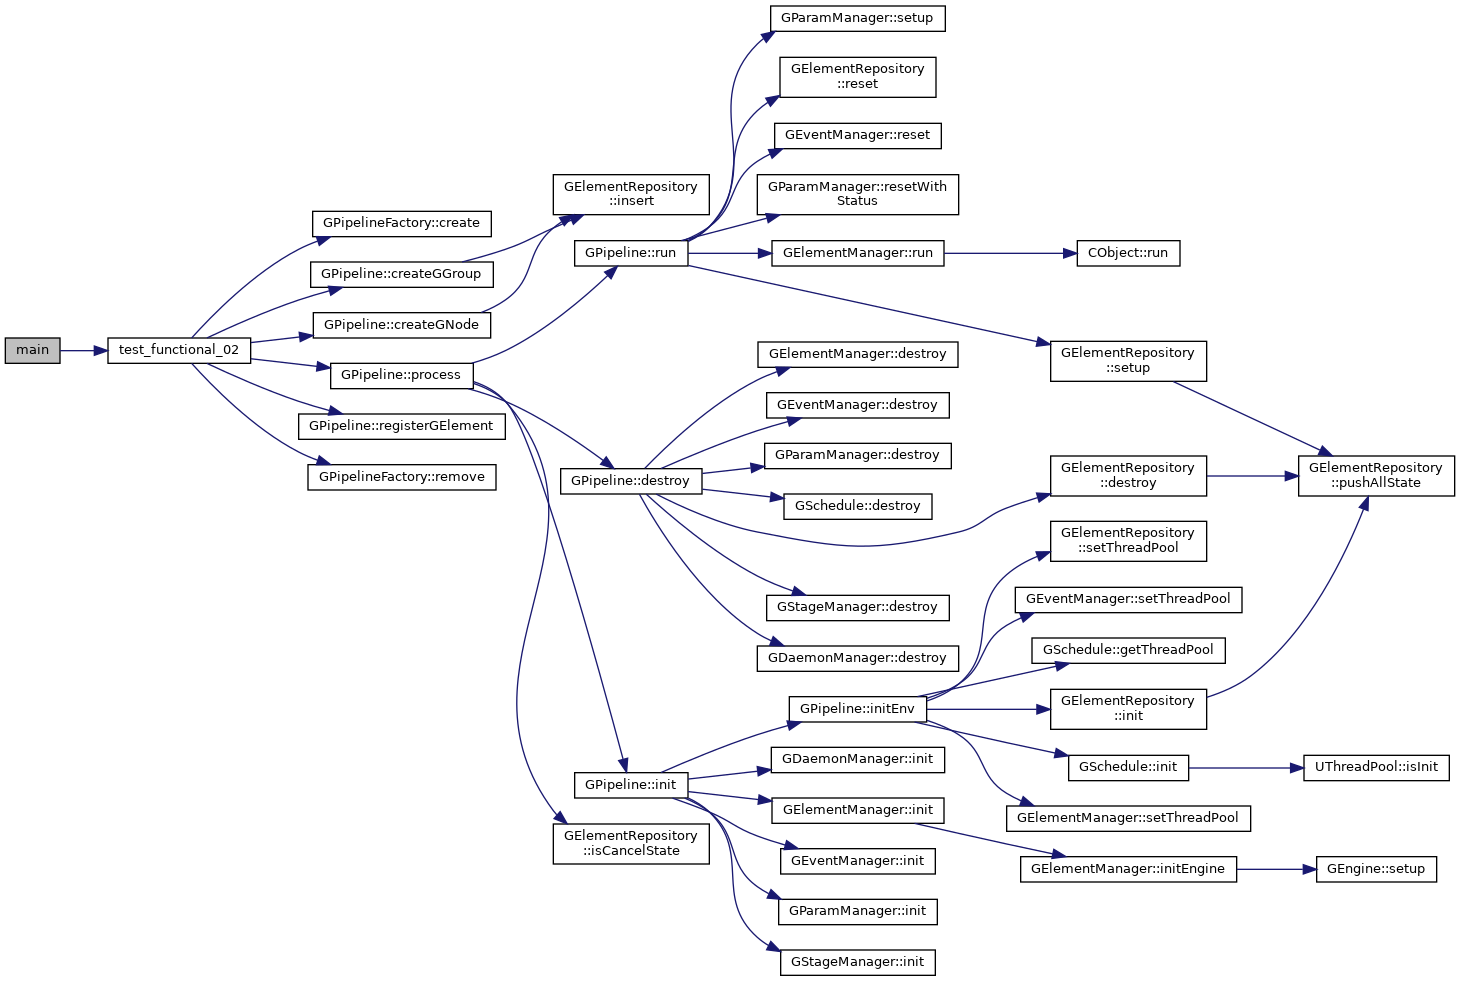 main
test_functional_02
GPipelineFactory::create
GPipeline::createGGroup
GPipeline::createGNode
GPipeline::process
GPipeline::registerGElement
GPipelineFactory::remove
GElementRepository
::insert
GPipeline::run
GPipeline::destroy
GPipeline::init
GElementRepository
::isCancelState
GParamManager::setup
GElementRepository
::reset
GEventManager::reset
GParamManager::resetWith
Status
GElementManager::run
GElementManager::destroy
GEventManager::destroy
GParamManager::destroy
GSchedule::destroy
GStageManager::destroy
GDaemonManager::destroy
GPipeline::initEnv
GDaemonManager::init
GElementManager::init
GEventManager::init
GParamManager::init
GStageManager::init
CObject::run
GElementRepository
::setup
GElementRepository
::destroy
GElementRepository
::setThreadPool
GEventManager::setThreadPool
GSchedule::getThreadPool
GElementRepository
::init
GSchedule::init
GElementManager::setThreadPool
GElementManager::initEngine
GElementRepository
::pushAllState
UThreadPool::isInit
GEngine::setup